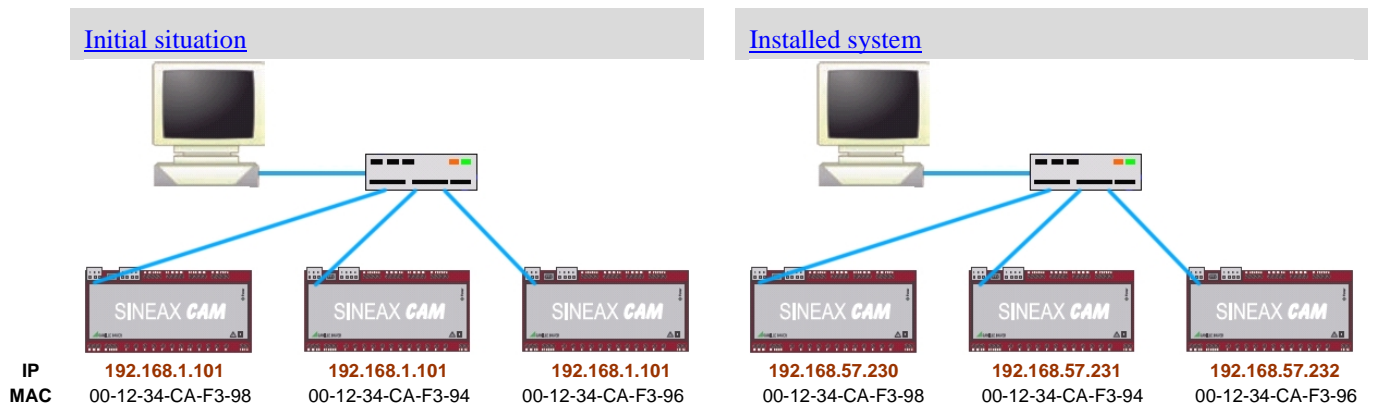 Initial situation
SINEAX CAM
SINEAX CAM
SINEAX CAM
IP 192.168.1.101 192.168.1.101 192.168.1.101
MAC 00-12-34-CA-F3-98 00-12-34-CA-F3-94 00-12-34-CA-F3-96
Installed system
SINEAX CAM
SINEAX CAM
SINEAX CAM
192.168.57.230 192.168.57.231 192.168.57.232
00-12-34-CA-F3-98 00-12-34-CA-F3-94 00-12-34-CA-F3-96